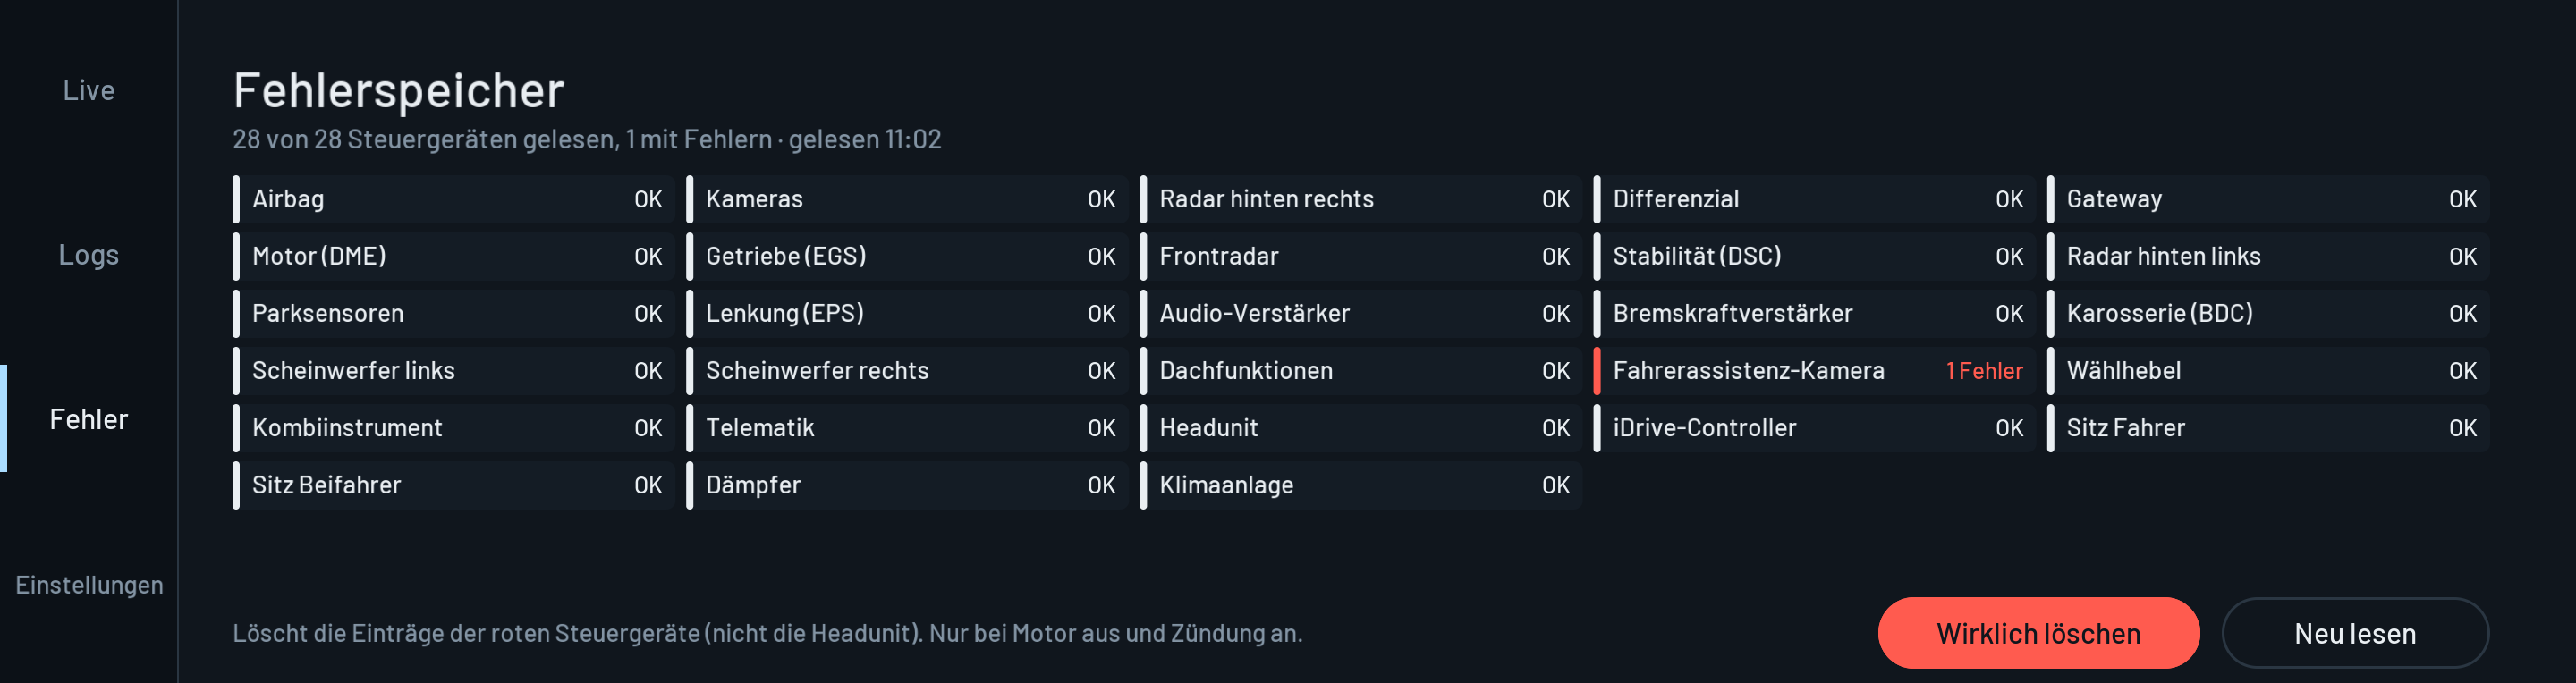 Live
Logs
Fehler
Einstellungen
Fehlerspeicher
28 von 28 Steuergeräten gelesen, 1 mit Fehlern · gelesen 11:02
Airbag OK Kameras OK Radar hinten rechts OK Differenzial OK Gateway OK
Motor (DME) OK Getriebe (EGS) OK Frontradar OK Stabilität (DSC) OK Radar hinten links OK
Parksensoren OK Lenkung (EPS) OK Audio-Verstärker OK Bremskraftverstärker OK Karosserie (BDC) OK
Scheinwerfer links OK Scheinwerfer rechts OK Dachfunktionen OK Fahrerassistenz-Kamera 1 Fehler Wählhebel OK
Kombiinstrument OK Telematik OK Headunit OK iDrive-Controller OK Sitz Fahrer OK
Sitz Beifahrer OK Dämpfer OK Klimaanlage OK
Löscht die Einträge der roten Steuergeräte (nicht die Headunit). Nur bei Motor aus und Zündung an.
Wirklich löschen Neu lesen